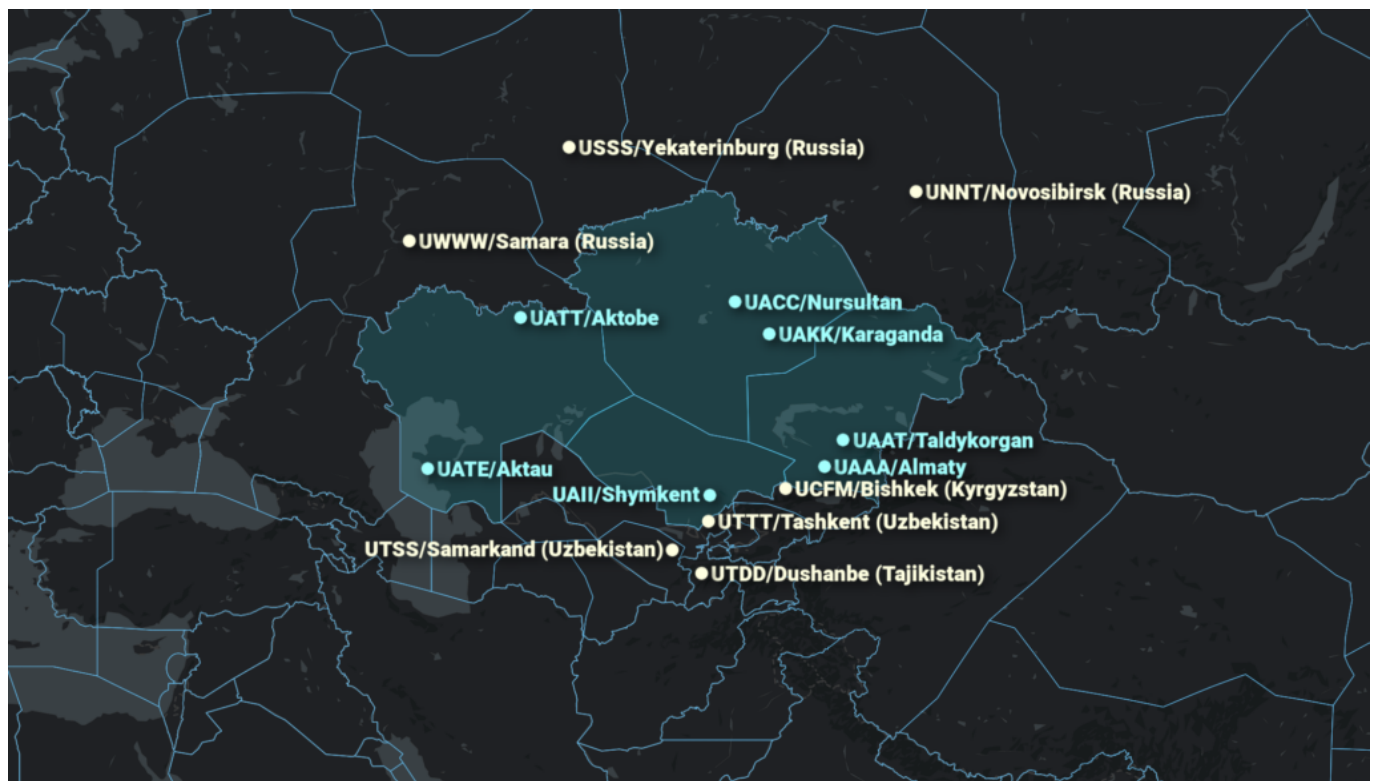 USSS/Yekaterinburg (Russia)
UNNT/Novosibirsk (Russia)
UWWW/Samara (Russia)
UACC/Nursultan
UATT/Aktobe
UAKK/Karaganda
UAAT/Taldykorgan
UAAA/Almaty
UATE/Aktau
UCFM/Bishkek (Kyrgyzstan)
UAII/Shymkent
UTTT/Tashkent (Uzbekistan)
UTSS/Samarkand (Uzbekistan)
UTDD/Dushanbe (Tajikistan)